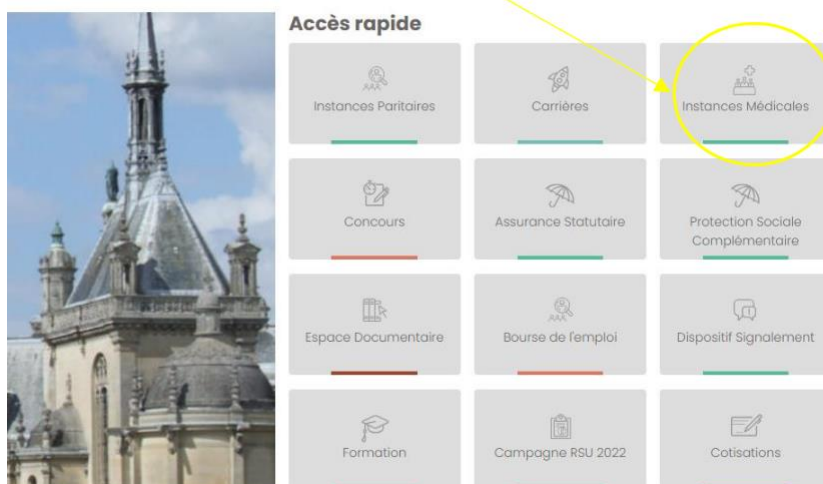 Accès rapide
Instances Paritaires
Carrières
Instances Médicales
Concours
Assurance Statutaire
Protection Sociale
Complémentaire
Espace Documentaire
Bourse de l'emploi
Dispositif Signalement
Formation
Campagne RSU 2022
Cotisations